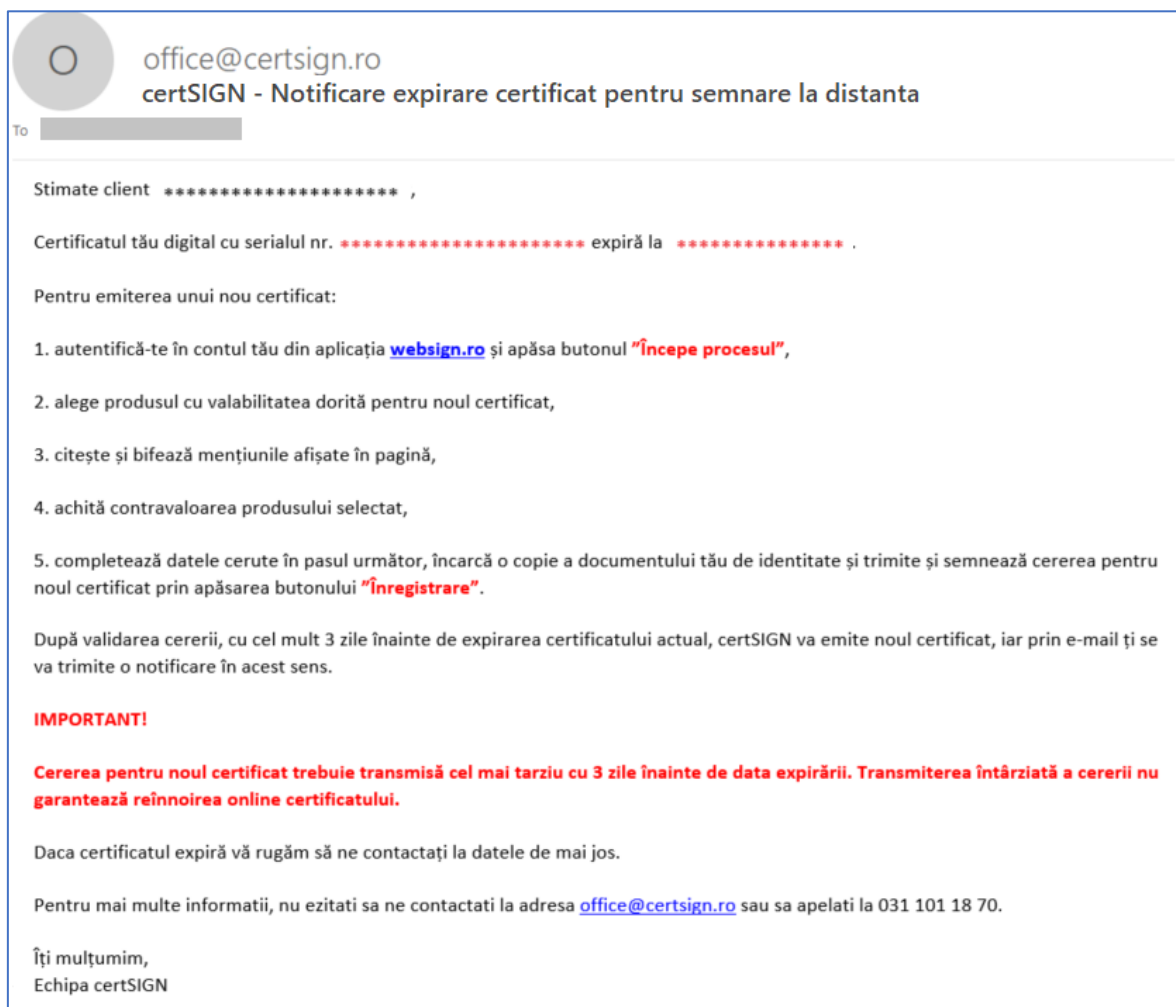 O
office@certsign.ro
certSIGN - Notificare expirare certificat pentru semnare la distanta
To
Stimate client ********************* ,
Certificatul tău digital cu serialul nr. ********************** expiră la *************** .
Pentru emiterea unui nou certificat:
1. autentifică-te în contul tău din aplicația websign.ro și apăsa butonul ”Începe procesul”,
2. alege produsul cu valabilitatea dorită pentru noul certificat,
3. citește și bifează mențiunile afișate în pagină,
4. achită contravaloarea produsului selectat,
5. completează datele cerute în pasul următor, încarcă o copie a documentului tău de identitate și trimite și semnează cererea pentru
noul certificat prin apăsarea butonului ”Înregistrare”.
După validarea cererii, cu cel mult 3 zile înainte de expirarea certificatului actual, certSIGN va emite noul certificat, iar prin e-mail ți se
va trimite o notificare în acest sens.
IMPORTANT!
Cererea pentru noul certificat trebuie transmisă cel mai tarziu cu 3 zile înainte de data expirării. Transmiterea întârziată a cererii nu
garantează reînnoirea online certificatului.
Daca certificatul expiră vă rugăm să ne contactați la datele de mai jos.
Pentru mai multe informatii, nu ezitati sa ne contactati la adresa office@certsign.ro sau sa apelati la 031 101 18 70.
Îți mulțumim,
Echipa certSIGN